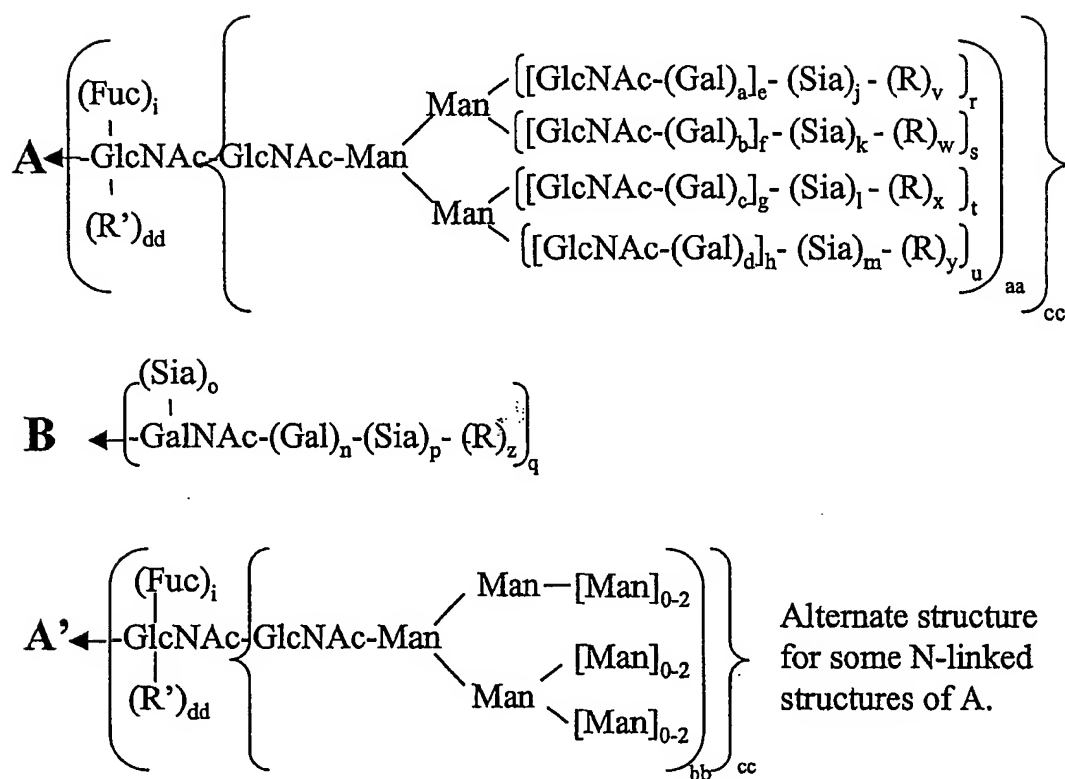 (Fuc)i
Man
{[GlcNAc-(Gal)a]e- (Sia)j- (R)v}r
{[GlcNAc-(Gal)b]f- (Sia)k- (R)w}s
A -GlcNAc-GlcNAc-Man
(R')dd
Man
{[GlcNAc-(Gal)c]g- (Sia)l- (R)x}t
{[GlcNAc-(Gal)d]h- (Sia)m- (R)y}u
aa
cc
(Sia)o
B -GalNAc-(Gal)n-(Sia)p- (R)z q
(Fuc)i
Man—[Man]0-2
A' -GlcNAc-GlcNAc-Man
(R')dd
Man
[Man]0-2
[Man]0-2
bb
cc
Alternate structure
for some N-linked
structures of A.